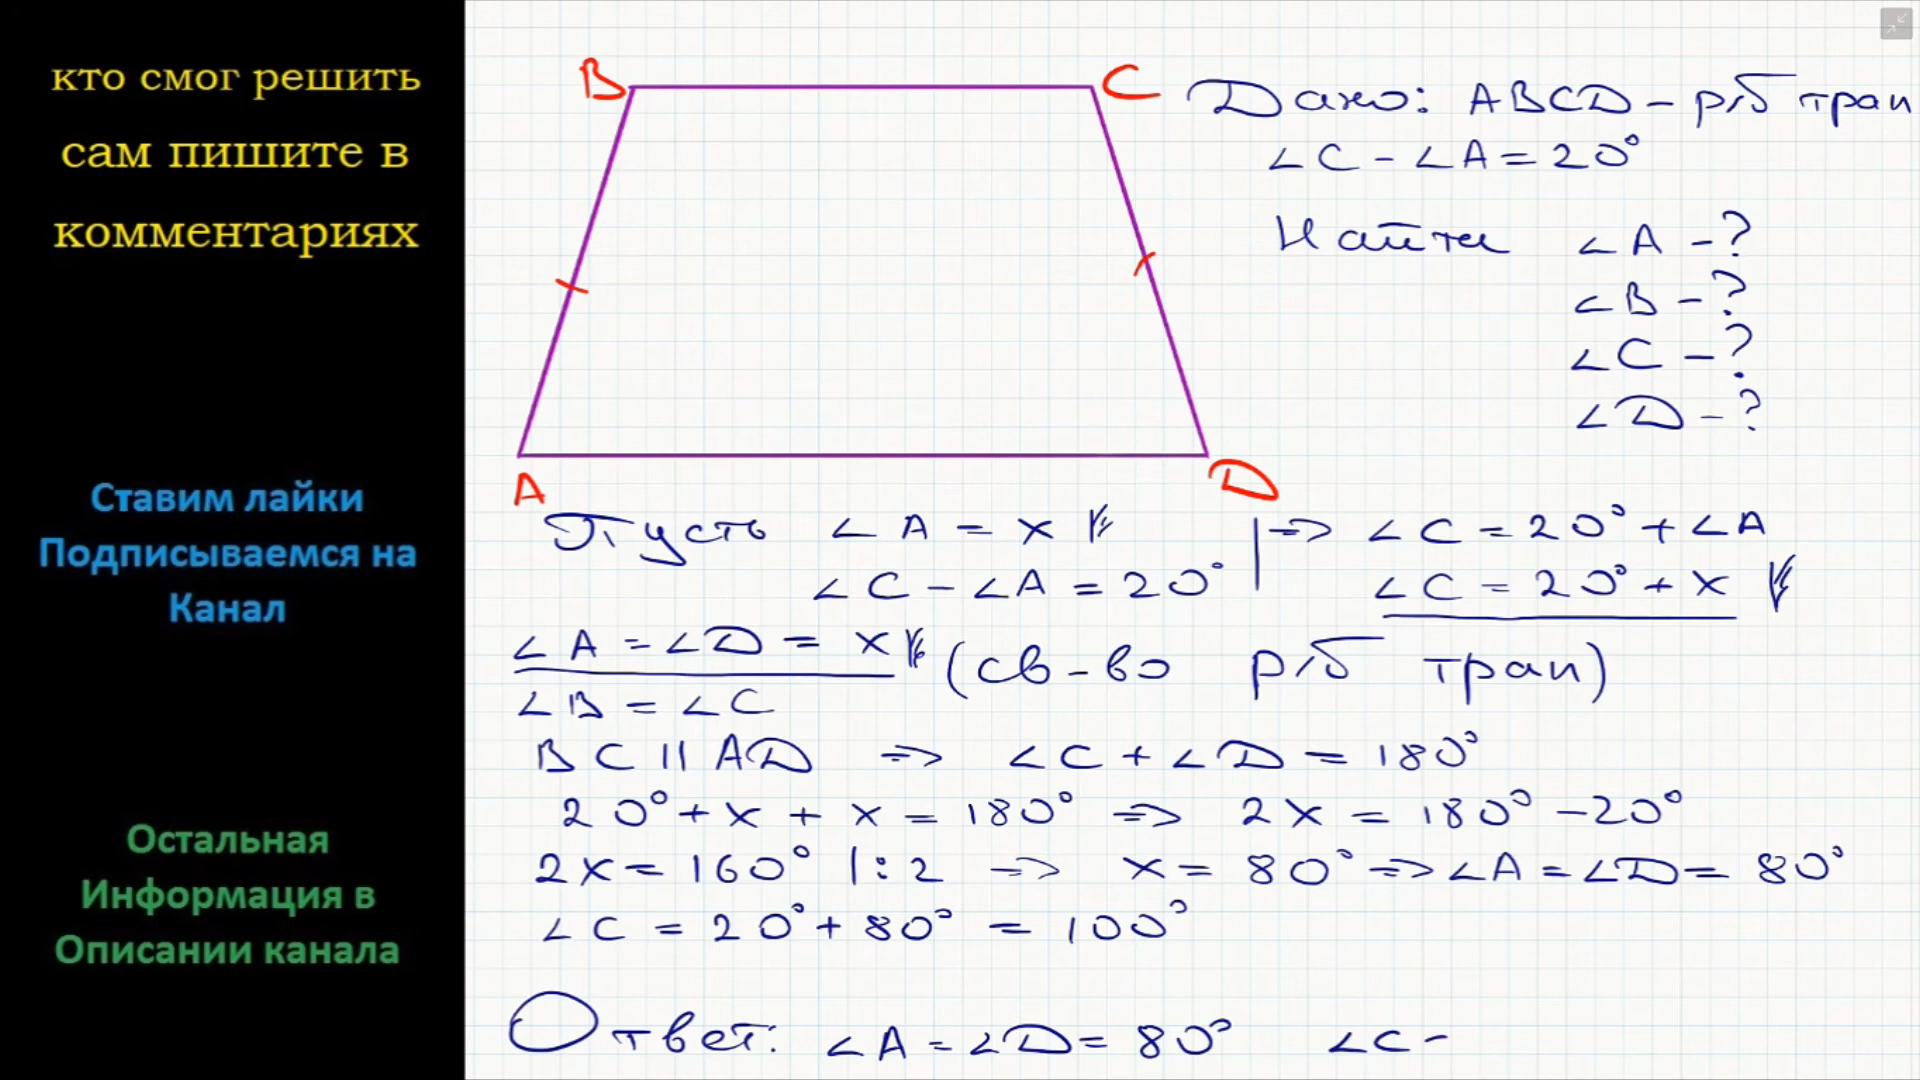 кто смог решить
сам пишите в
комментариях
Ставим лайки
Подписываемся на
Канал
Остальная
Информация в
Описании канала
B C
A D
Дано: ABCD – р/б трап
∠C – ∠A = 20°
Найти ∠A – ?
∠B – ?
∠C – ?
∠D – ?
Пусть ∠A = x | => ∠C = 20° + ∠A
∠C – ∠A = 20° ∠C = 20° + x
∠A = ∠D = x (св-во р/б трап)
∠B = ∠C
BC || AD => ∠C + ∠D = 180°
20° + x + x = 180° => 2x = 180° – 20°
2x = 160° |: 2 => x = 80° => ∠A = ∠D = 80°
∠C = 20° + 80° = 100°
Ответ: ∠A = ∠D = 80° ∠C -